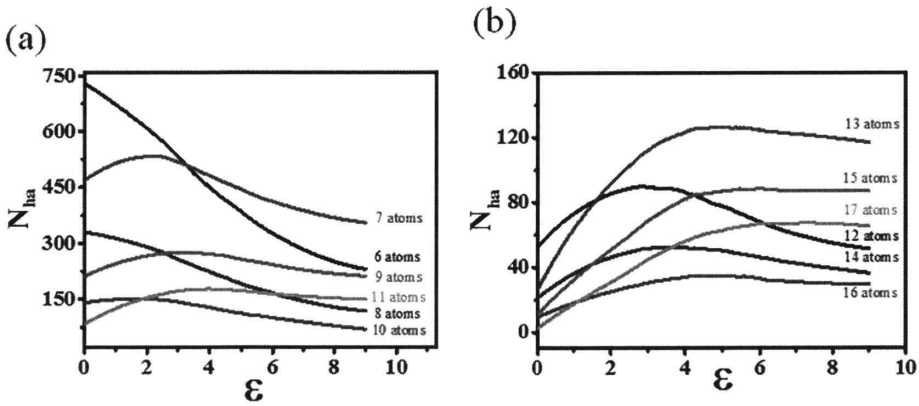 (a)
750
600
450
300
150
N_ha
0
2
4
6
8
10
ε
7 atoms
6 atoms
9 atoms
11 atoms
8 atoms
10 atoms
(b)
160
120
80
40
0
N_ha
0
2
4
6
8
10
ε
13 atoms
15 atoms
17 atoms
12 atoms
14 atoms
16 atoms